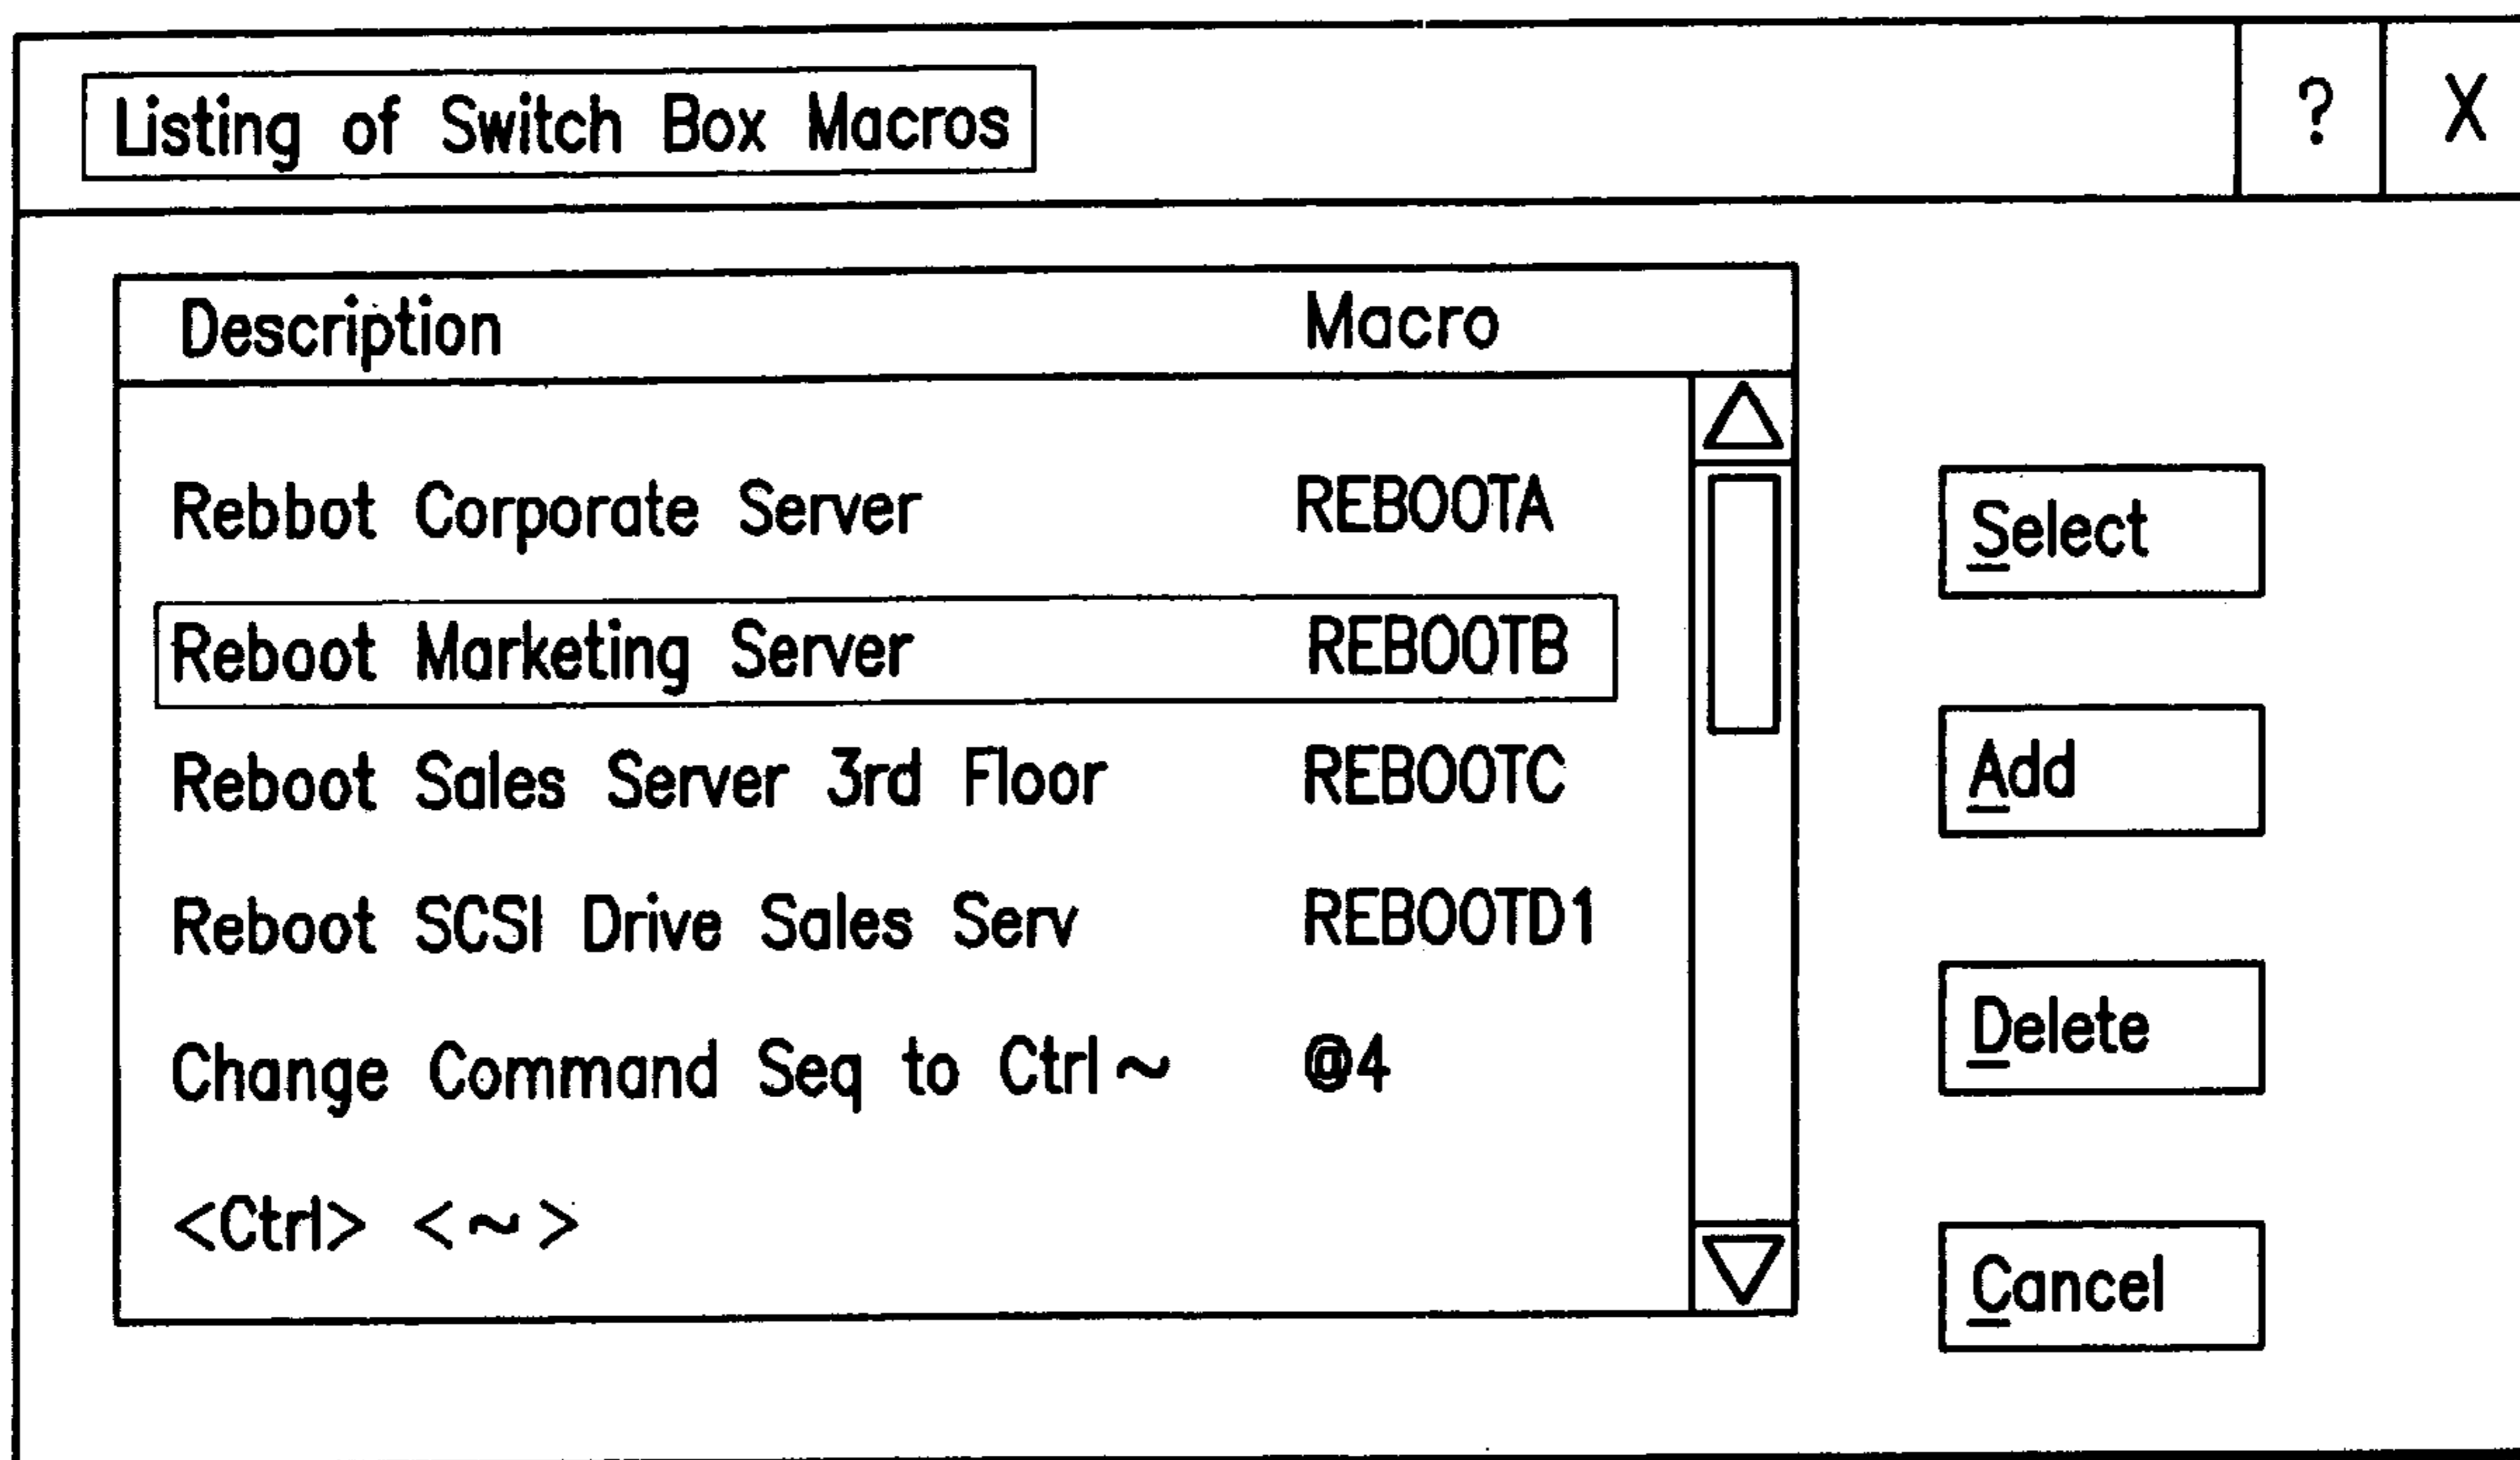 Listing of Switch Box Macros ? X
Description Macro
Rebbot Corporate Server REBOOTA
Select
Reboot Marketing Server REBOOTB
Reboot Sales Server 3rd Floor REBOOTC
Add
Reboot SCSI Drive Sales Serv REBOOTD1
Delete
Change Command Seq to Ctrl ~ @4
<Ctrl> <~>
Cancel